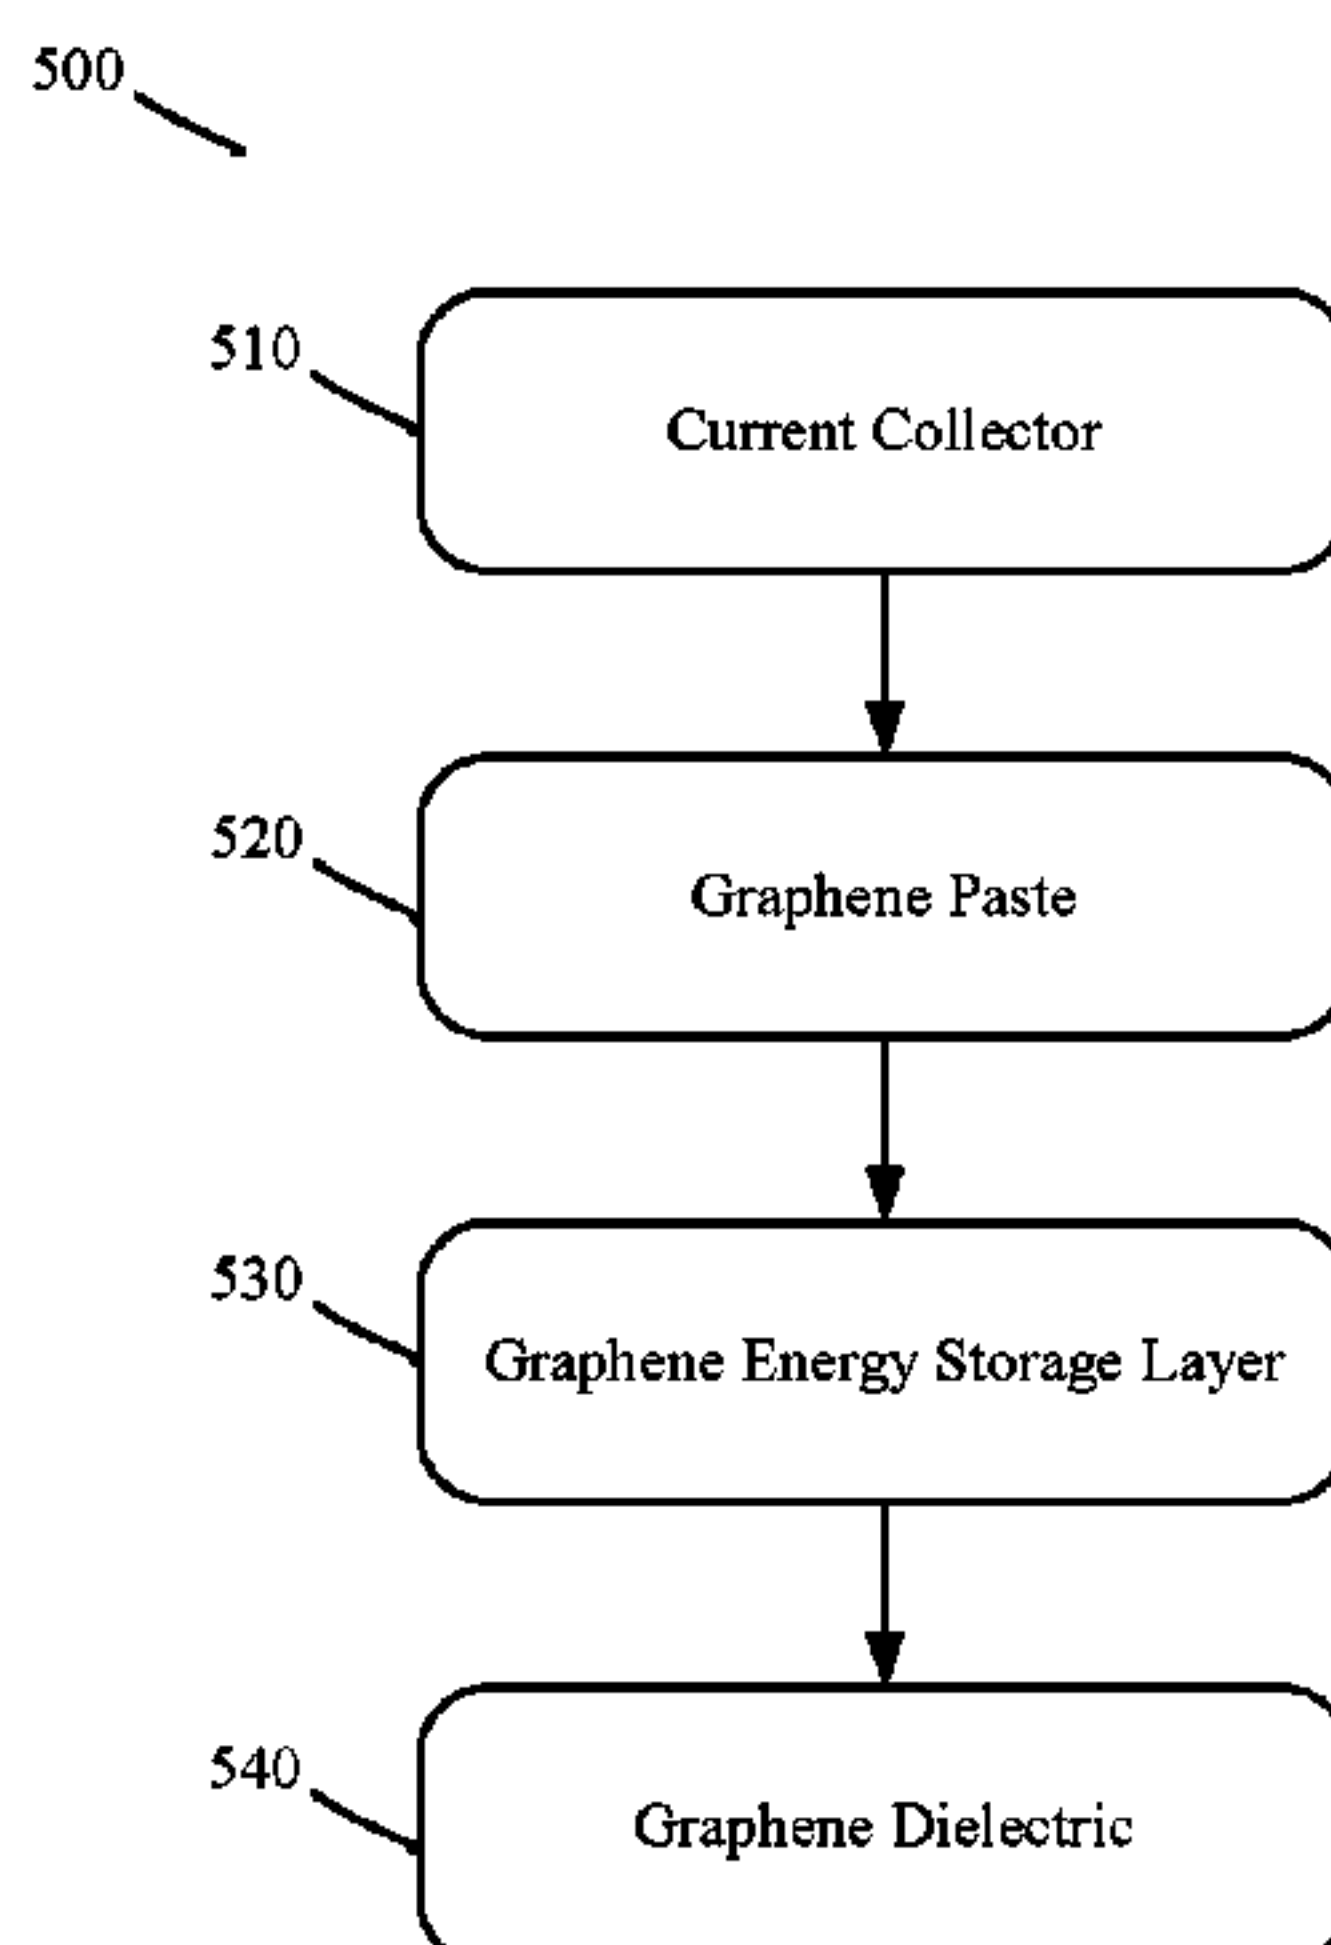 500
510
Current Collector
520
Graphene Paste
530
Graphene Energy Storage Layer
540
Graphene Dielectric